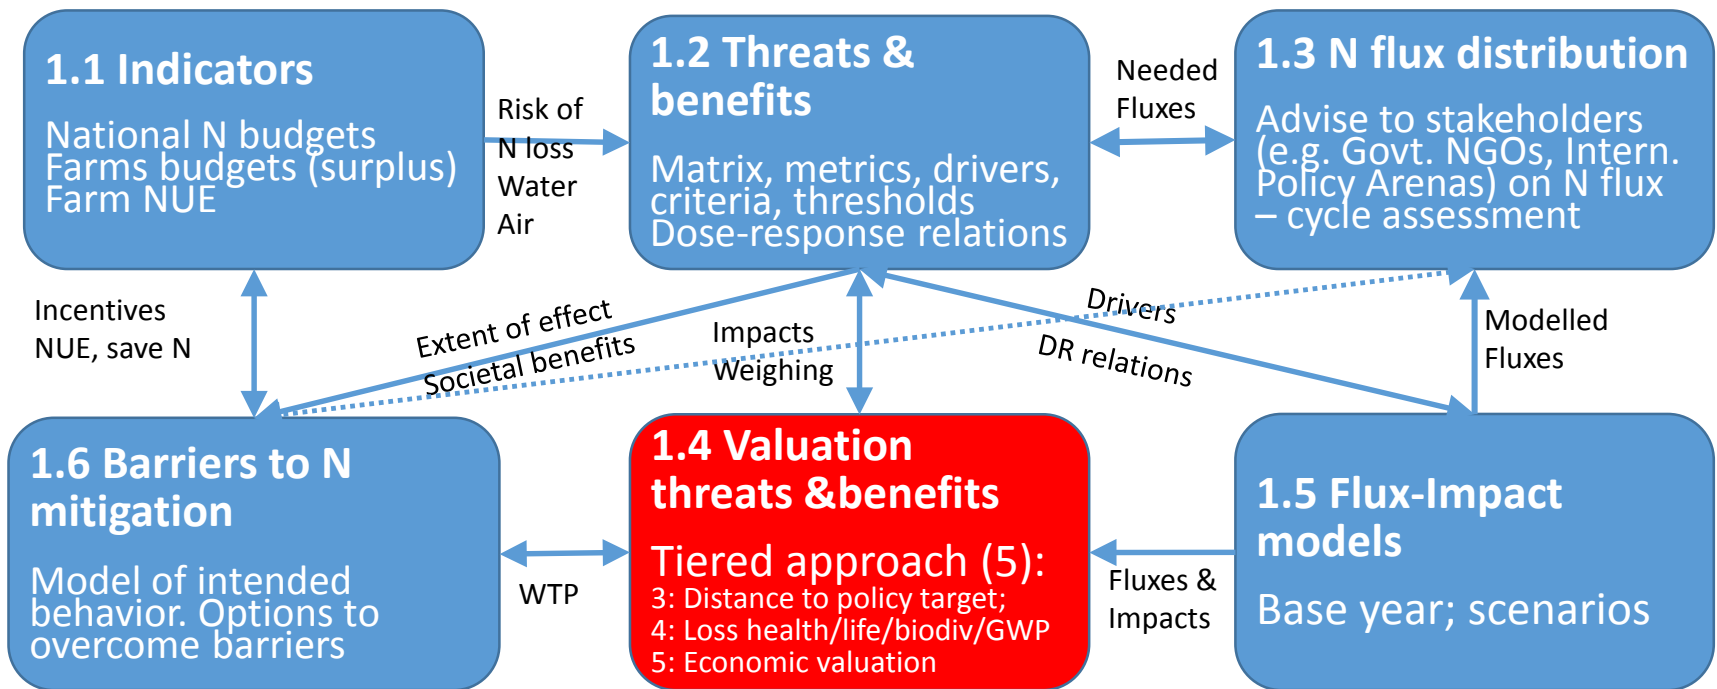 1.1 Indicators
National N budgets
Farms budgets (surplus)
Farm NUE
Risk of
N loss
Water
Air
1.2 Threats &
benefits
Matrix, metrics, drivers,
criteria, thresholds
Dose-response relations
Needed
Fluxes
1.3 N flux distribution
Advise to stakeholders
(e.g. Govt. NGOs, Intern.
Policy Arenas) on N flux
– cycle assessment
Incentives
NUE, save N
Extent of effect
Societal benefits
Impacts
Weighing
Drivers
DR relations
Modelled
Fluxes
1.6 Barriers to N
mitigation
Model of intended
behavior. Options to
overcome barriers
WTP
1.4 Valuation
threats &benefits
Tiered approach (5):
3: Distance to policy target;
4: Loss health/life/biodiv/GWP
5: Economic valuation
Fluxes &
Impacts
1.5 Flux-Impact
models
Base year; scenarios